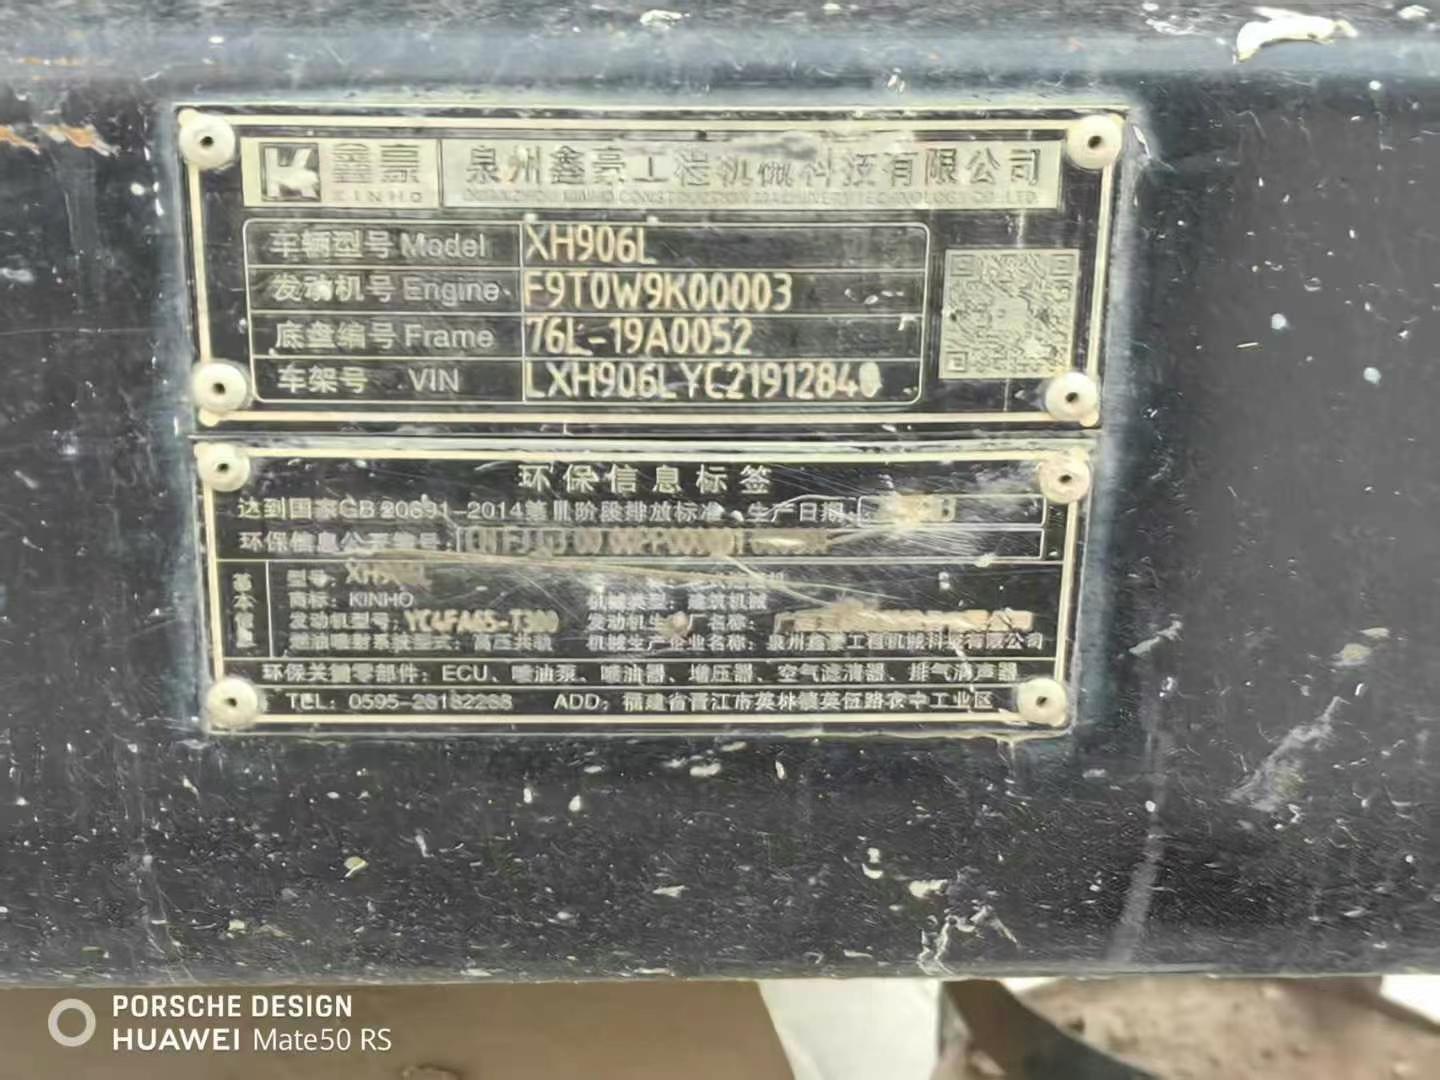 鑫豪 泉州鑫豪工程机械科技有限公司
KINHO
车辆型号 Model XH906L
发动机号 Engine F9T0W9K00003
底盘编号 Frame 76L-19A0052
车架号 VIN LXH906LYC21912840
环保信息标签
达到国家GB 20891-2014第III阶段排放标准 生产日期:
环保信息公开编号:
基本信息
型号: XH906L
商标: KINHO 机械类型: 建筑机械
发动机型号: YC4FA65-T300 发动机生产厂名称:
燃油喷射系统型式: 高压共轨 机械生产企业名称: 泉州鑫豪工程机械科技有限公司
环保关键零部件: ECU、喷油泵、喷油器、增压器、空气滤清器、排气消声器
TEL: 0595-28182288 ADD: 福建省晋江市英林镇英伍路 工业区
PORSCHE DESIGN
HUAWEI Mate50 RS